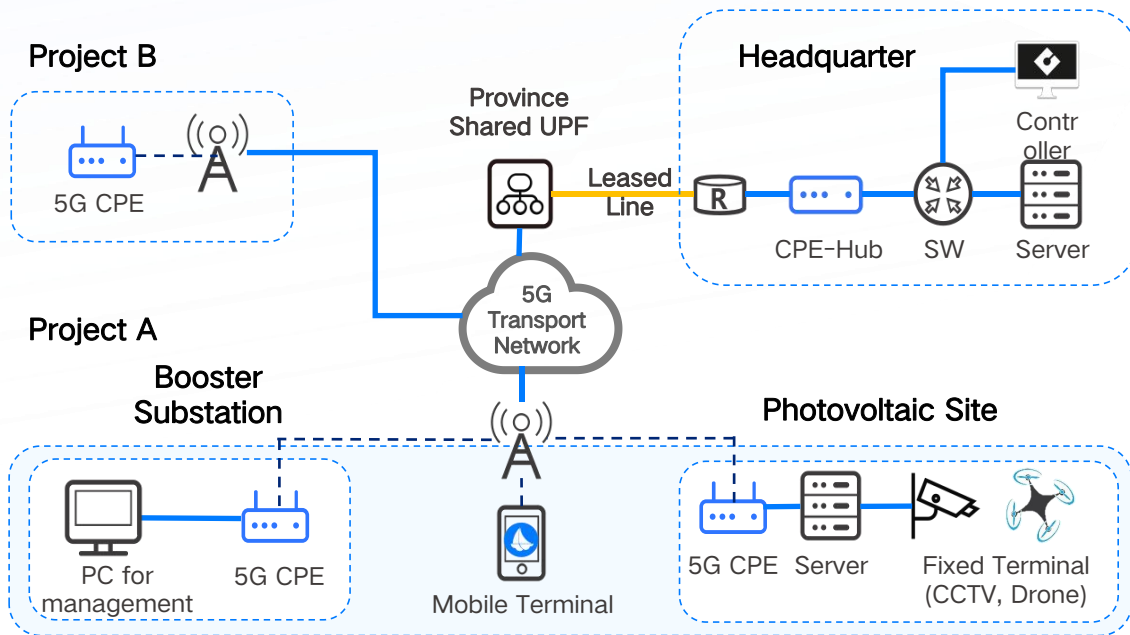 Project B
5G CPE
Province
Shared UPF
Leased
Line
Headquarter
R
Contr
oller
CPE-Hub
SW
Server
5G
Transport
Network
Project A
Booster
Substation
Photovoltaic Site
PC for
management
5G CPE
Mobile Terminal
5G CPE
Server
Fixed Terminal
(CCTV, Drone)